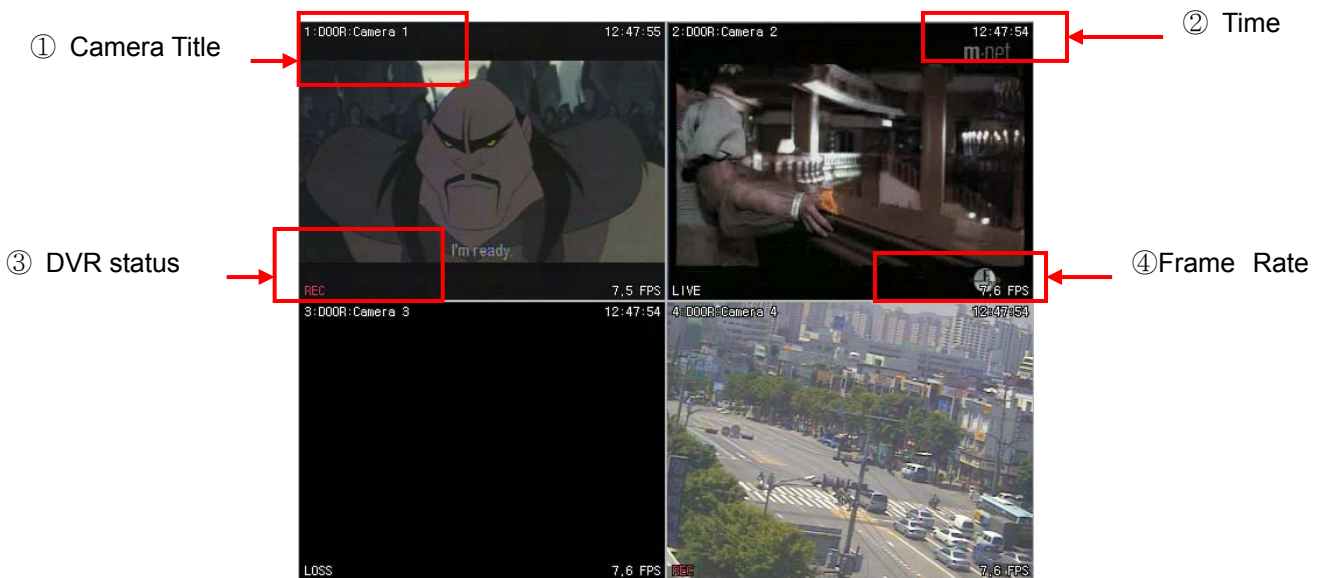 ① Camera Title
② Time
③ DVR status
④Frame Rate
1:DOOR:Camera 1 12:47:55
I'm ready.
REC 7,5 FPS
2:DOOR:Camera 2 12:47:54
m·net
LIVE 7,6 FPS
3:DOOR:Camera 3 12:47:54
LOSS 7,6 FPS
4:DOOR:Camera 4 12:47:54
REC 7,6 FPS